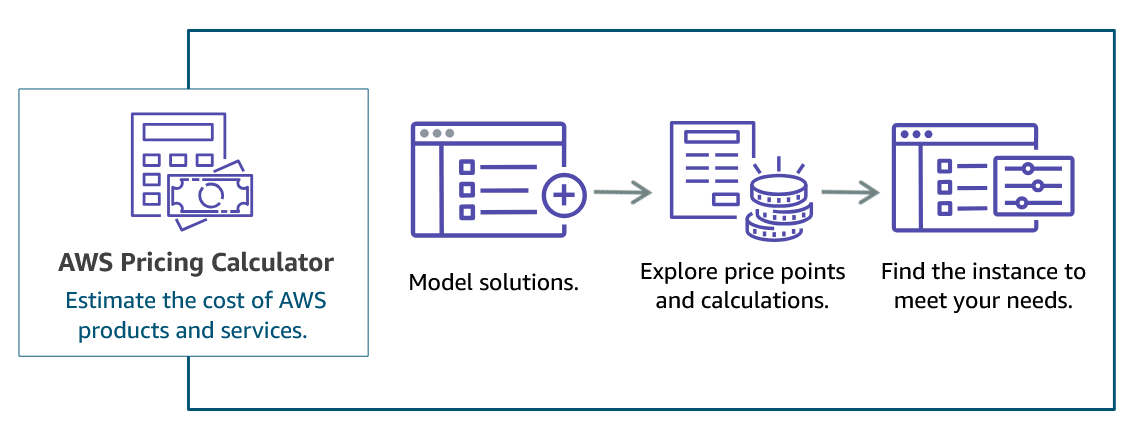 AWS Pricing Calculator
Estimate the cost of AWS
products and services.
Model solutions.
Explore price points
and calculations.
Find the instance to
meet your needs.